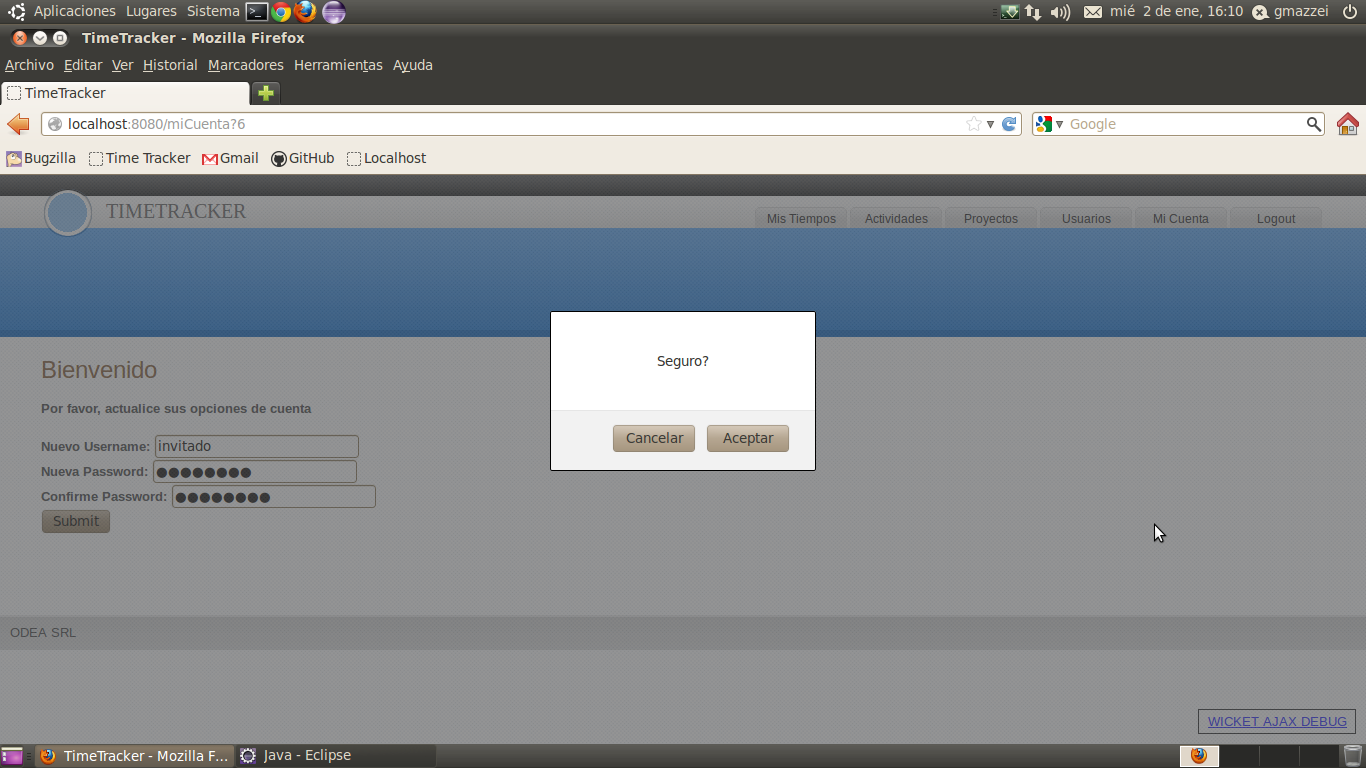 Aplicaciones Lugares Sistema mié 2 de ene, 16:10 gmazzei
TimeTracker - Mozilla Firefox
Archivo Editar Ver Historial Marcadores Herramientas Ayuda
TimeTracker
localhost:8080/miCuenta?6 Google
Bugzilla Time Tracker Gmail GitHub Localhost
TIMETRACKER
Mis Tiempos Actividades Proyectos Usuarios Mi Cuenta Logout
Seguro?
Cancelar Aceptar
Bienvenido
Por favor, actualice sus opciones de cuenta
Nuevo Username: invitado
Nueva Password: ●●●●●●●●
Confirme Password: ●●●●●●●●
Submit
ODEA SRL
WICKET AJAX DEBUG
TimeTracker - Mozilla F... Java - Eclipse